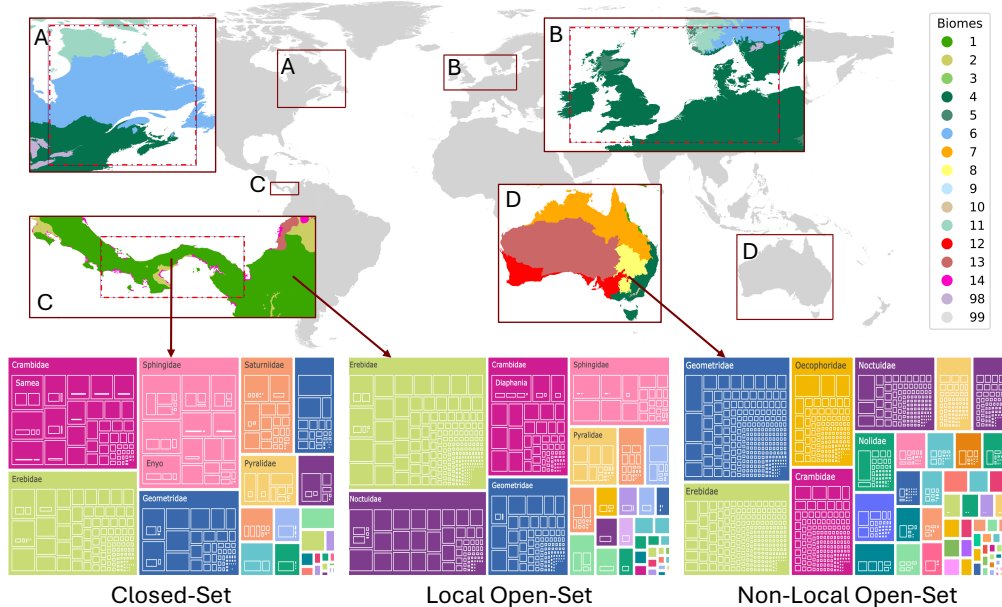 A
A
B
B
C
C
D
D
Biomes
1
2
3
4
5
6
7
8
9
10
11
12
13
14
98
99
Crambidae
Samea
Sphingidae
Enyo
Saturniidae
Pyralidae
Erebidae
Geometridae
Erebidae
Crambidae
Diaphania
Sphingidae
Pyralidae
Noctuidae
Geometridae
Geometridae
Oecophoridae
Noctuidae
Nolidae
Erebidae
Crambidae
Closed-Set
Local Open-Set
Non-Local Open-Set